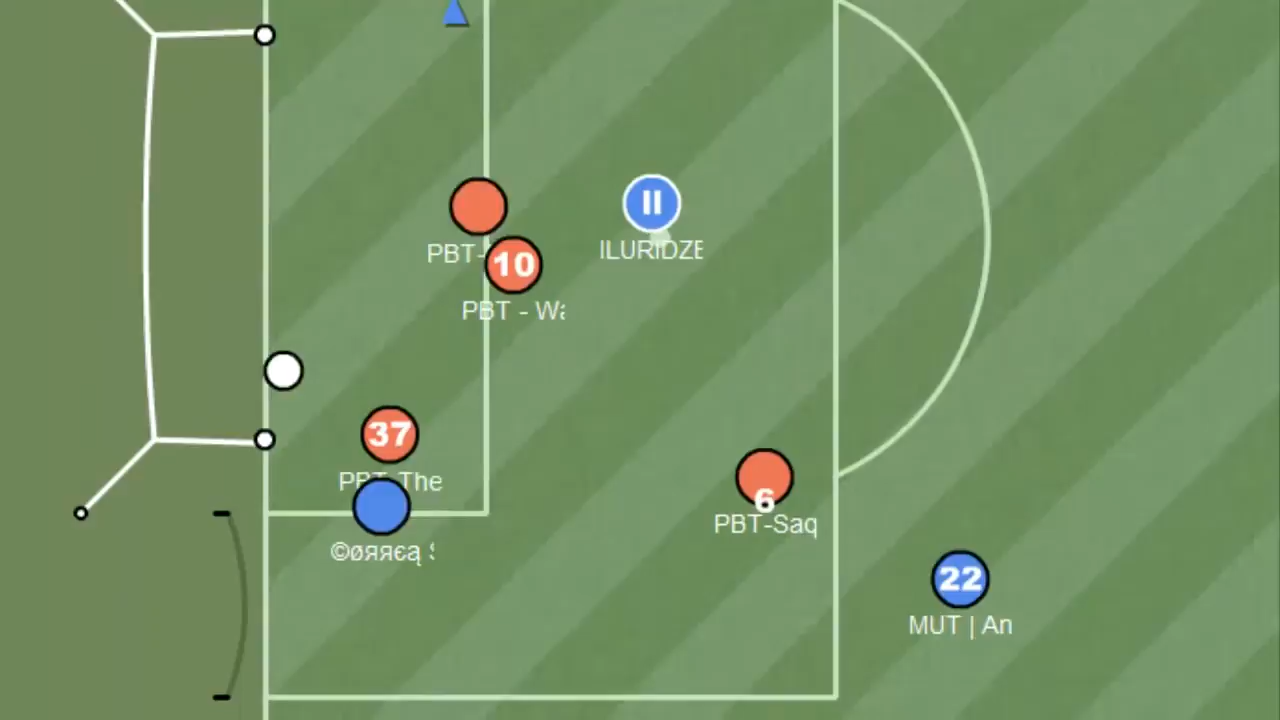 II
ILURIDZE
PBT-
10
PBT - Wa
37
PBT-The
©øяяєą
6
PBT-Saq
22
MUT | An